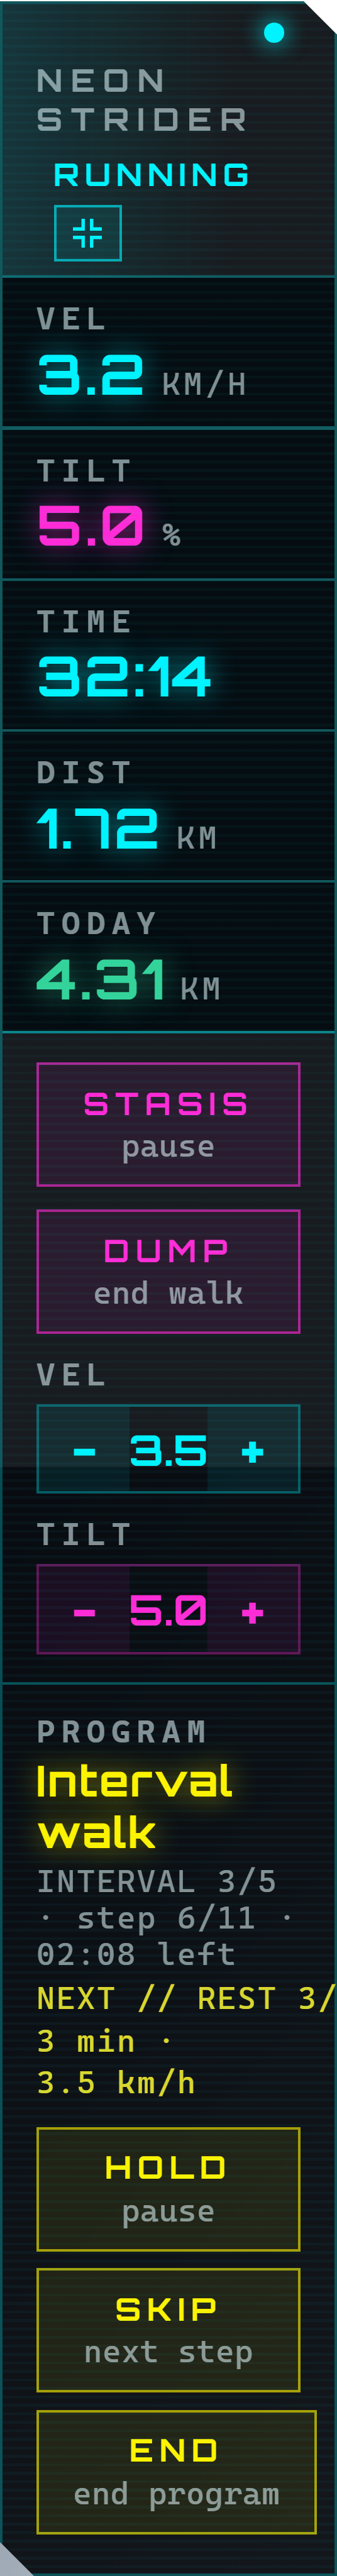 NEON
STRIDER
RUNNING
VEL
3.2 KM/H
TILT
5.0 %
TIME
32:14
DIST
1.72 KM
TODAY
4.31 KM
STASIS
pause
DUMP
end walk
VEL
- 3.5 +
TILT
- 5.0 +
PROGRAM
Interval
walk
INTERVAL 3/5
· step 6/11 ·
02:08 left
NEXT // REST 3/
3 min ·
3.5 km/h
HOLD
pause
SKIP
next step
END
end program